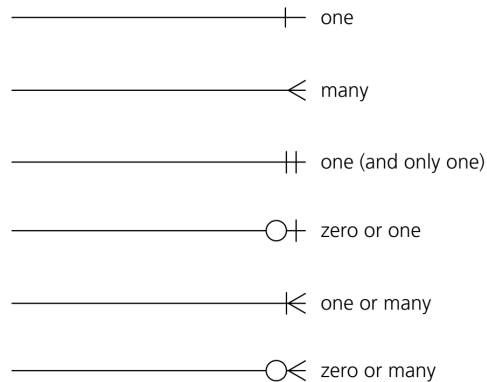 one
many
one (and only one)
zero or one
one or many
zero or many